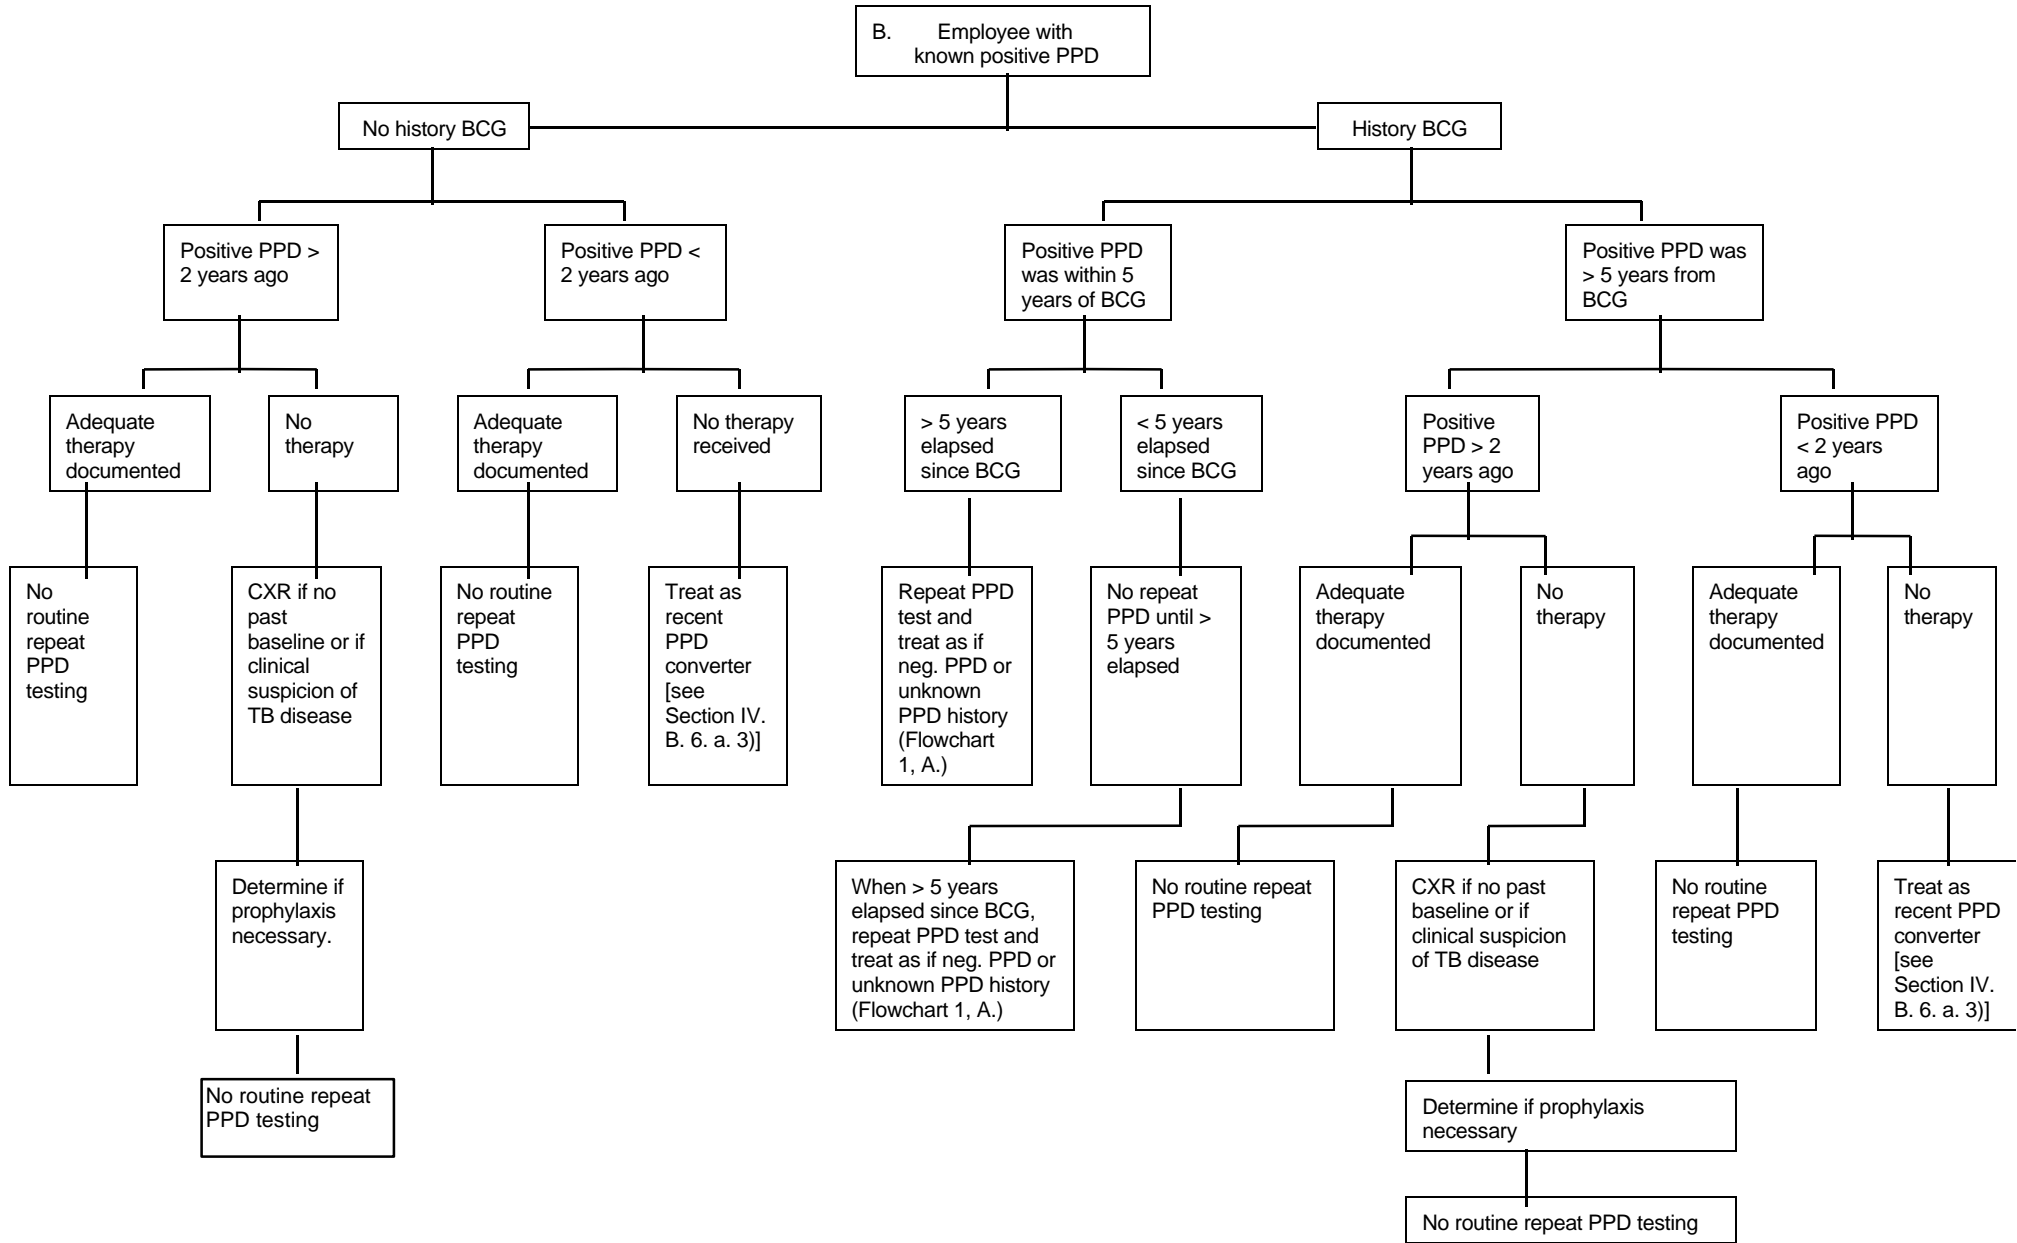 B. Employee with
known positive PPD
No history BCG
History BCG
Positive PPD >
2 years ago
Positive PPD <
2 years ago
Positive PPD
was within 5
years of BCG
Positive PPD was
> 5 years from
BCG
Adequate
therapy
documented
No
therapy
Adequate
therapy
documented
No therapy
received
> 5 years
elapsed
since BCG
< 5 years
elapsed
since BCG
Positive
PPD > 2
years ago
Positive PPD
< 2 years
ago
No
routine
repeat
PPD
testing
CXR if no
past
baseline or if
clinical
suspicion of
TB disease
No routine
repeat
PPD
testing
Treat as
recent
PPD
converter
[see
Section IV.
B. 6. a. 3)]
Repeat PPD
test and
treat as if
neg. PPD or
unknown
PPD history
(Flowchart
1, A.)
No repeat
PPD until >
5 years
elapsed
Adequate
therapy
documented
No
therapy
Adequate
therapy
documented
No
therapy
Determine if
prophylaxis
necessary.
When > 5 years
elapsed since BCG,
repeat PPD test and
treat as if neg. PPD or
unknown PPD history
(Flowchart 1, A.)
No routine repeat
PPD testing
CXR if no past
baseline or if
clinical suspicion
of TB disease
No routine
repeat PPD
testing
Treat as
recent PPD
converter
[see
Section IV.
B. 6. a. 3)]
No routine repeat
PPD testing
Determine if prophylaxis
necessary
No routine repeat PPD testing